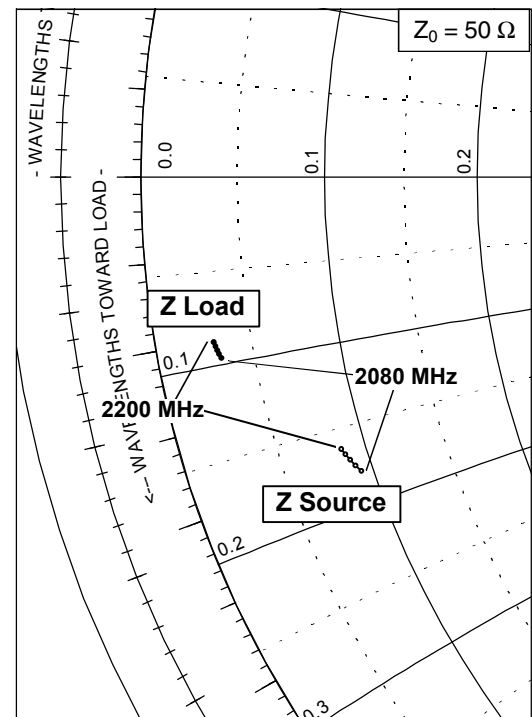 Z₀ = 50 Ω
- WAVELENGTHS
<--- WAVELENGTHS TOWARD LOAD -
0.0
0.1
0.2
Z Load
0.1
2080 MHz
2200 MHz
Z Source
0.2
0.3